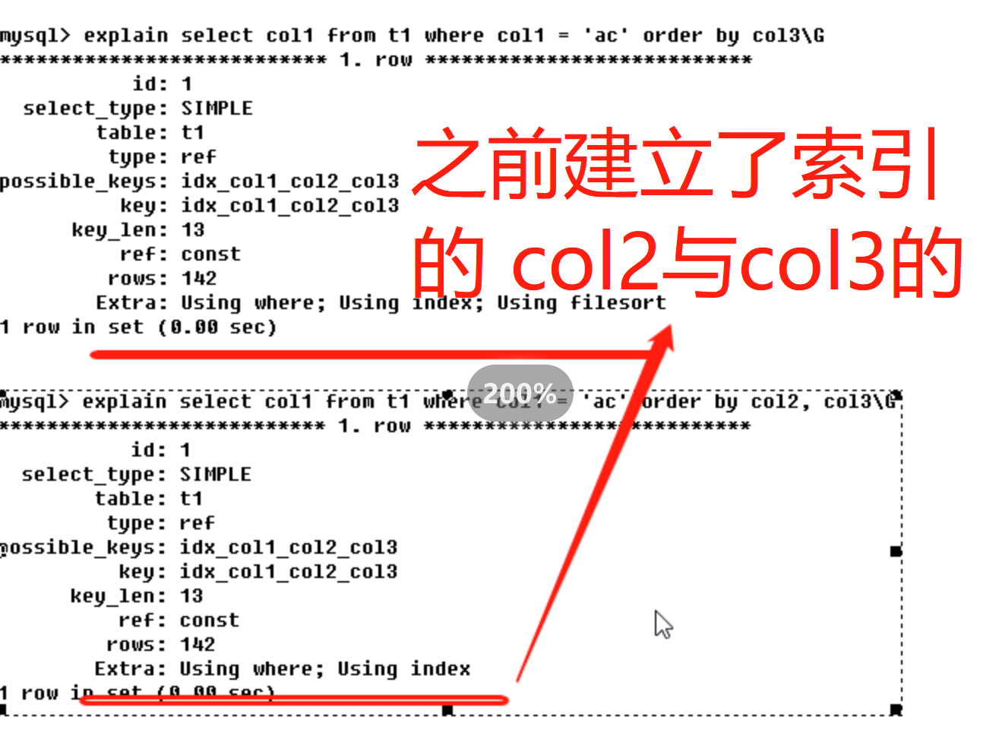 mysql> explain select col1 from t1 where col1 = 'ac' order by col3\G
*************************** 1. row ***************************
id: 1
select_type: SIMPLE
table: t1
type: ref
possible_keys: idx_col1_col2_col3
key: idx_col1_col2_col3
key_len: 13
ref: const
rows: 142
Extra: Using where; Using index; Using filesort
1 row in set (0.00 sec)
之前建立了索引
的 col2与col3的
200%
mysql> explain select col1 from t1 where col1 = 'ac' order by col2, col3\G
*************************** 1. row ***************************
id: 1
select_type: SIMPLE
table: t1
type: ref
possible_keys: idx_col1_col2_col3
key: idx_col1_col2_col3
key_len: 13
ref: const
rows: 142
Extra: Using where; Using index
1 row in set (0.00 sec)